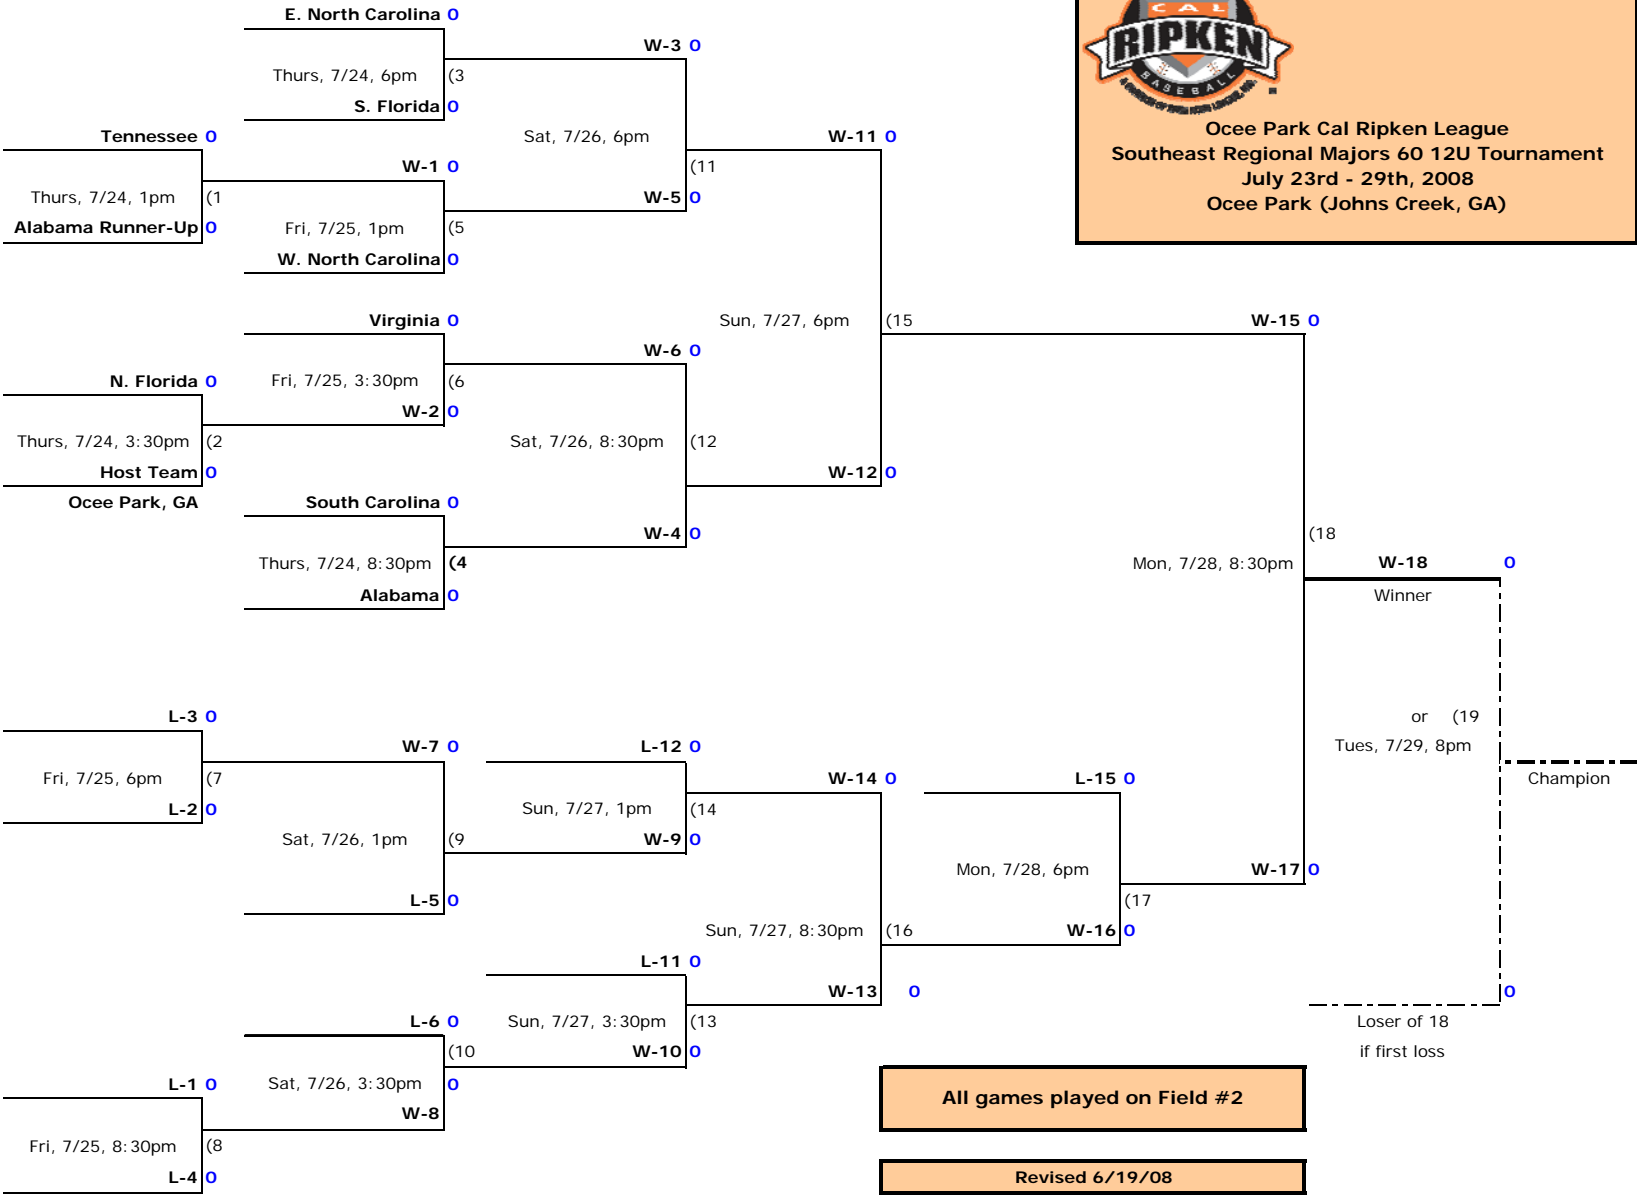 E. North Carolina 0
Thurs, 7/24, 6pm (3
S. Florida 0
W-3 0
Tennessee 0
Thurs, 7/24, 1pm (1
Alabama Runner-Up 0
W-1 0
Fri, 7/25, 1pm (5
W. North Carolina 0
Sat, 7/26, 6pm (11
W-5 0
W-11 0
Virginia 0
Fri, 7/25, 3:30pm (6
W-2 0
N. Florida 0
Thurs, 7/24, 3:30pm (2
Host Team 0
Ocee Park, GA
W-6 0
Sat, 7/26, 8:30pm (12
W-4 0
South Carolina 0
Thurs, 7/24, 8:30pm (4
Alabama 0
Sun, 7/27, 6pm (15
W-12 0
W-15 0
CAL
RIPKEN
BASEBALL
Ocee Park Cal Ripken League
Southeast Regional Majors 60 12U Tournament
July 23rd - 29th, 2008
Ocee Park (Johns Creek, GA)
Mon, 7/28, 8:30pm (18
W-18 0
Winner
L-3 0
Fri, 7/25, 6pm (7
L-2 0
W-7 0
Sat, 7/26, 1pm (9
L-5 0
L-12 0
Sun, 7/27, 1pm (14
W-9 0
W-14 0
Sun, 7/27, 8:30pm (16
W-13 0
L-15 0
Mon, 7/28, 6pm (17
W-16 0
W-17 0
or (19
Tues, 7/29, 8pm
Champion
0
Loser of 18
if first loss
L-11 0
Sun, 7/27, 3:30pm (13
W-10 0
L-6 0
(10
Sat, 7/26, 3:30pm 0
W-8
L-1 0
Fri, 7/25, 8:30pm (8
L-4 0
All games played on Field #2
Revised 6/19/08